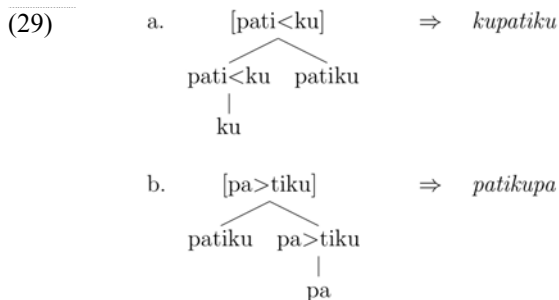 (29) a. [pati<ku] ⇒ kupatiku
pati<ku patiku
ku
b. [pa>tiku] ⇒ patikupa
patiku pa>tiku
pa